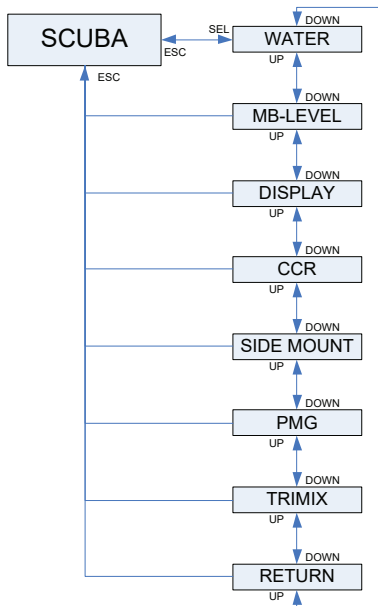 SCUBA
SEL
ESC
ESC
DOWN
WATER
UP
DOWN
MB-LEVEL
UP
DOWN
DISPLAY
UP
DOWN
CCR
UP
DOWN
SIDE MOUNT
UP
DOWN
PMG
UP
DOWN
TRIMIX
UP
DOWN
RETURN
UP